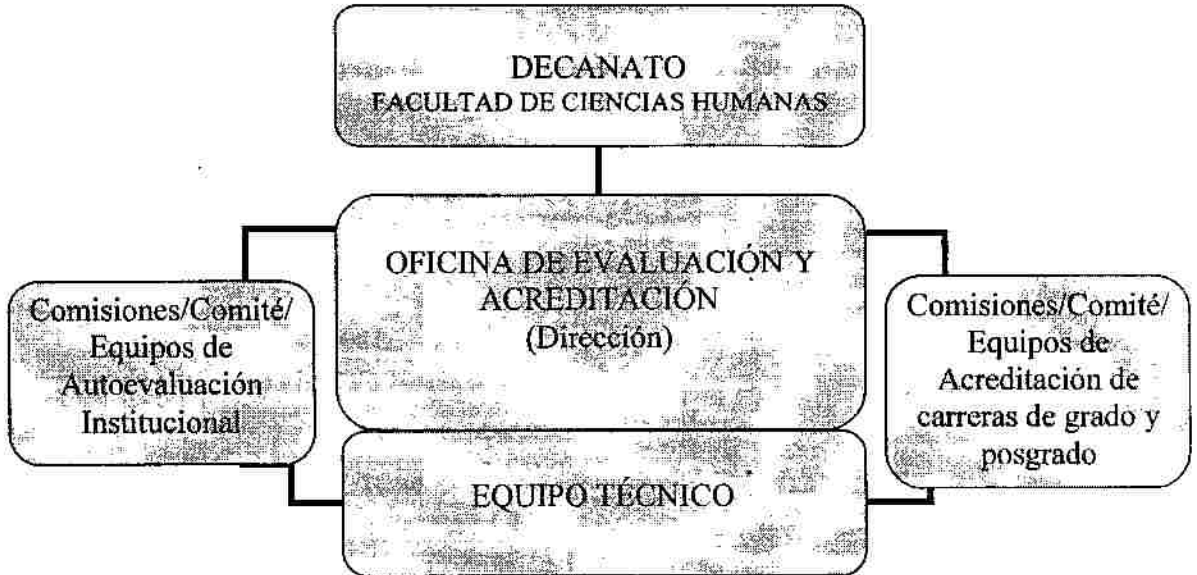 DECANATO
FACULTAD DE CIENCIAS HUMANAS
OFICINA DE EVALUACIÓN Y
ACREDITACIÓN
(Dirección)
Comisiones/Comité/
Equipos de
Autoevaluación
Institucional
Comisiones/Comité/
Equipos de
Acreditación de
carreras de grado y
posgrado
EQUIPO TÉCNICO